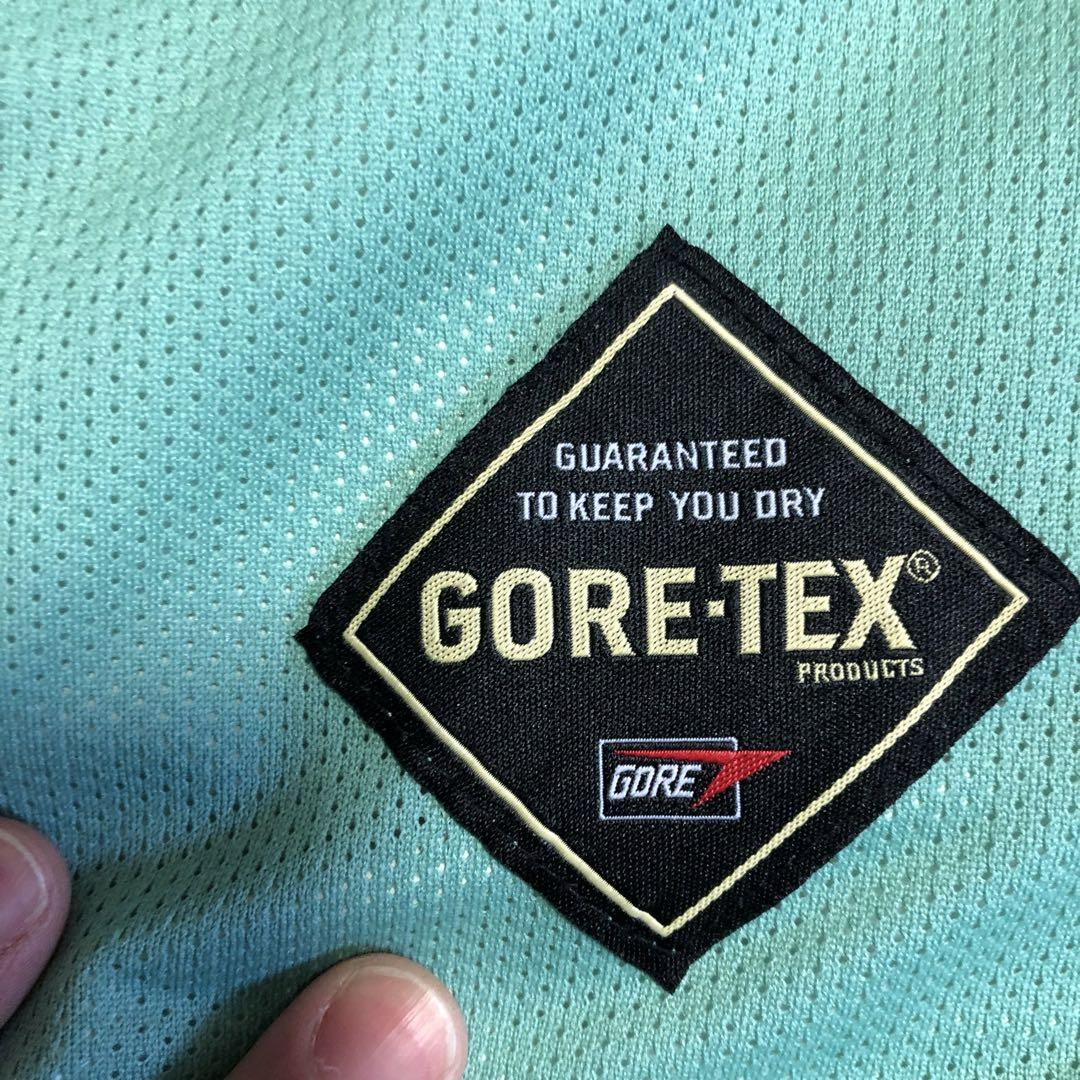 GUARANTEED
TO KEEP YOU DRY
GORE-TEX®
PRODUCTS
GORE